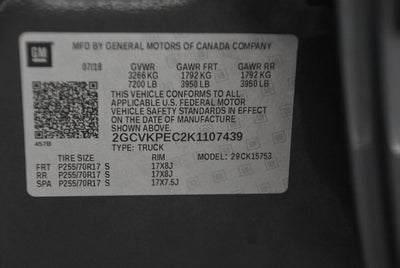 GM
MFD BY GENERAL MOTORS OF CANADA COMPANY
07/18 GVWR GAWR FRT GAWR RR
3266 KG 1792 KG 1792 KG
7200 LB 3950 LB 3950 LB
THIS VEHICLE CONFORMS TO ALL
APPLICABLE U.S. FEDERAL MOTOR
VEHICLE SAFETY STANDARDS IN EFFECT
ON THE DATE OF MANUFACTURE
SHOWN ABOVE.
2GCVKPEC2K1107439
4S7B TYPE: TRUCK
TIRE SIZE RIM MODEL: 29CK15753
FRT P255/70R17 S 17X8J
RR P255/70R17 S 17X8J
SPA P255/70R17 S 17X7.5J